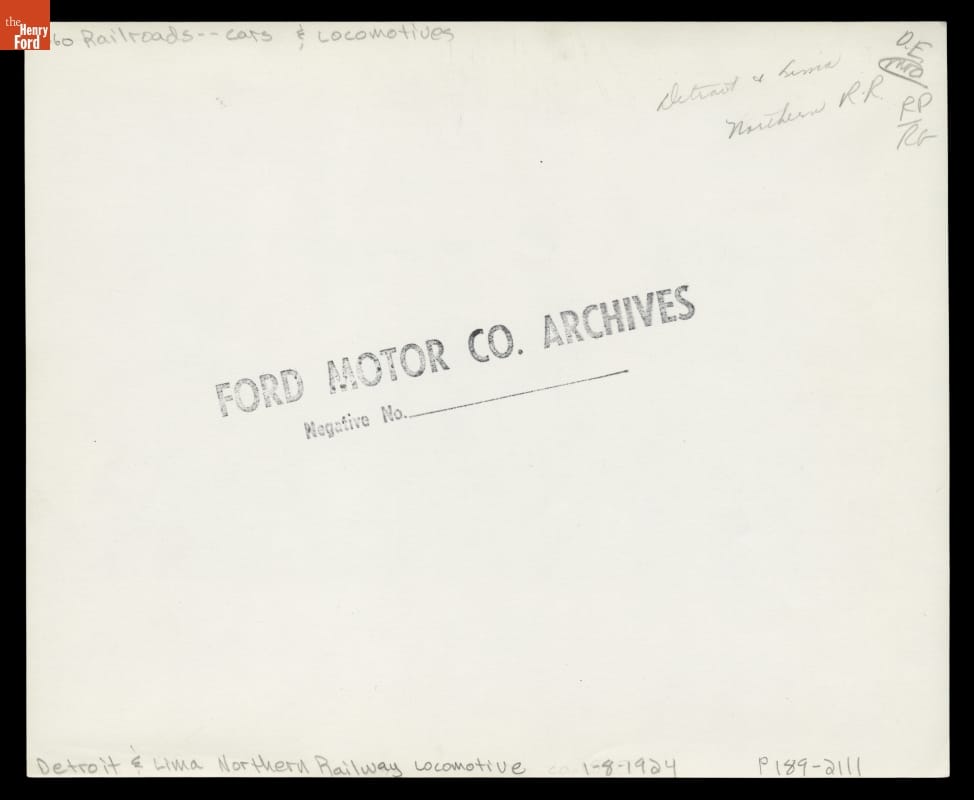 the
Henry
Ford
60 Railroads -- cars & Locomotives
D.E.
Detroit & Lima
Northern R.R.
RP
FORD MOTOR CO. ARCHIVES
Negative No.
Detroit & Lima Northern Railway Locomotive 1-8-1924 P189-2111